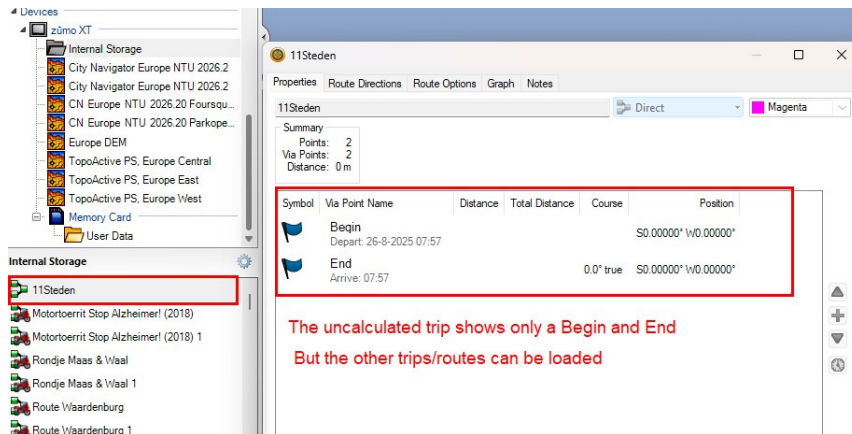 Devices
zūmo XT
Internal Storage
City Navigator Europe NTU 2026.2
City Navigator Europe NTU 2026.2
CN Europe NTU 2026.20 Foursqu...
CN Europe NTU 2026.20 Parkope...
Europe DEM
TopoActive PS, Europe Central
TopoActive PS, Europe East
TopoActive PS, Europe West
Memory Card
User Data
Internal Storage
11Steden
Motortoerrit Stop Alzheimer! (2018)
Motortoerrit Stop Alzheimer! (2018) 1
Rondje Maas & Waal
Rondje Maas & Waal 1
Route Waardenburg
Route Waardenburg 1
11Steden
Properties Route Directions Route Options Graph Notes
11Steden Direct Magenta
Summary
Points: 2
Via Points: 2
Distance: 0 m
Symbol Via Point Name Distance Total Distance Course Position
Begin S0.00000° W0.00000°
Depart: 26-8-2025 07:57
End 0.0° true S0.00000° W0.00000°
Arrive: 07:57
The uncalculated trip shows only a Begin and End
But the other trips/routes can be loaded